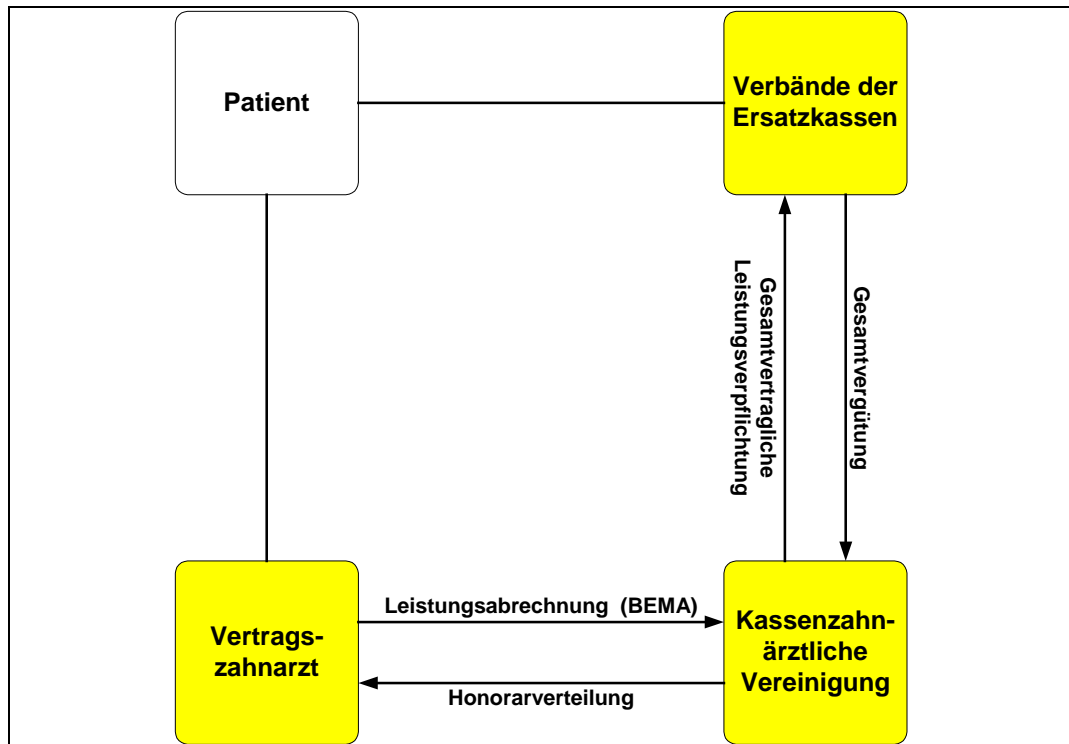 Patient
Verbände der
Ersatzkassen
Gesamtvertragliche
Leistungsverpflichtung
Gesamtvergütung
Vertrags-
zahnarzt
Leistungsabrechnung (BEMA)
Honorarverteilung
Kassenzahn-
ärztliche
Vereinigung